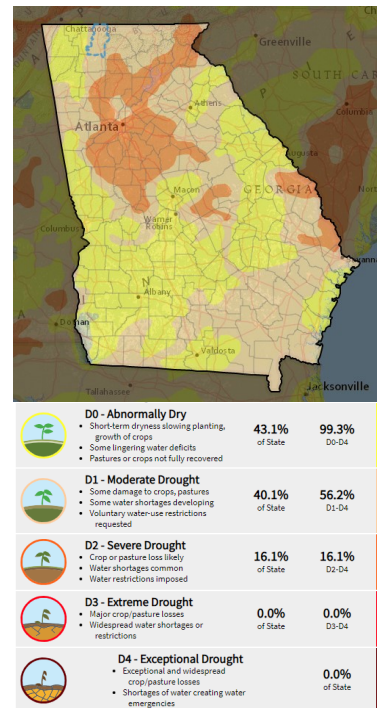 Chattanooga
Greenville
SOUTH CAR
Athens
Columbia
Atlanta
Augusta
Macon
GEORGIA
Warner
Robins
Columbus
Albany
Dothan
Valdosta
Tallahassee
Jacksonville
D0 - Abnormally Dry
• Short-term dryness slowing planting,
growth of crops
• Some lingering water deficits
• Pastures or crops not fully recovered
43.1%
of State
99.3%
D0-D4
D1 - Moderate Drought
• Some damage to crops, pastures
• Some water shortages developing
• Voluntary water-use restrictions
requested
40.1%
of State
56.2%
D1-D4
D2 - Severe Drought
• Crop or pasture loss likely
• Water shortages common
• Water restrictions imposed
16.1%
of State
16.1%
D2-D4
D3 - Extreme Drought
• Major crop/pasture losses
• Widespread water shortages or
restrictions
0.0%
of State
0.0%
D3-D4
D4 - Exceptional Drought
• Exceptional and widespread
crop/pasture losses
• Shortages of water creating water
emergencies
0.0%
of State